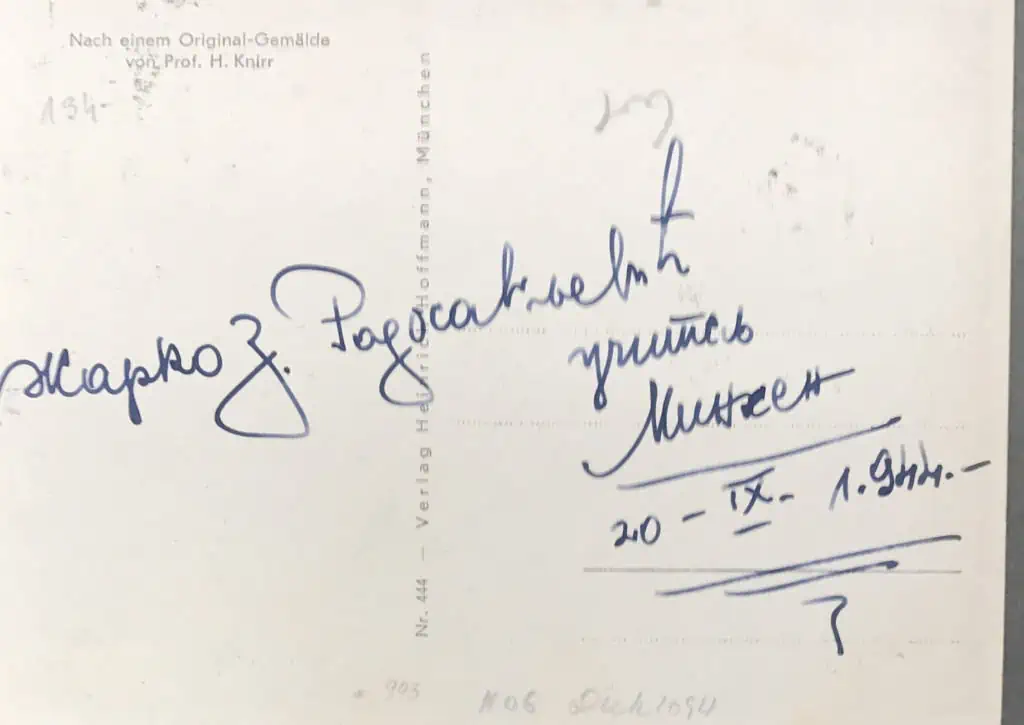 Nach einem Original-Gemälde
von Prof. H. Knirr
134-
Nr. 444 — Verlag Heinrich Hoffmann, München
Жарко З. Радосављевић
учитељ
Минхен
20 - IX - 1.944.-
903